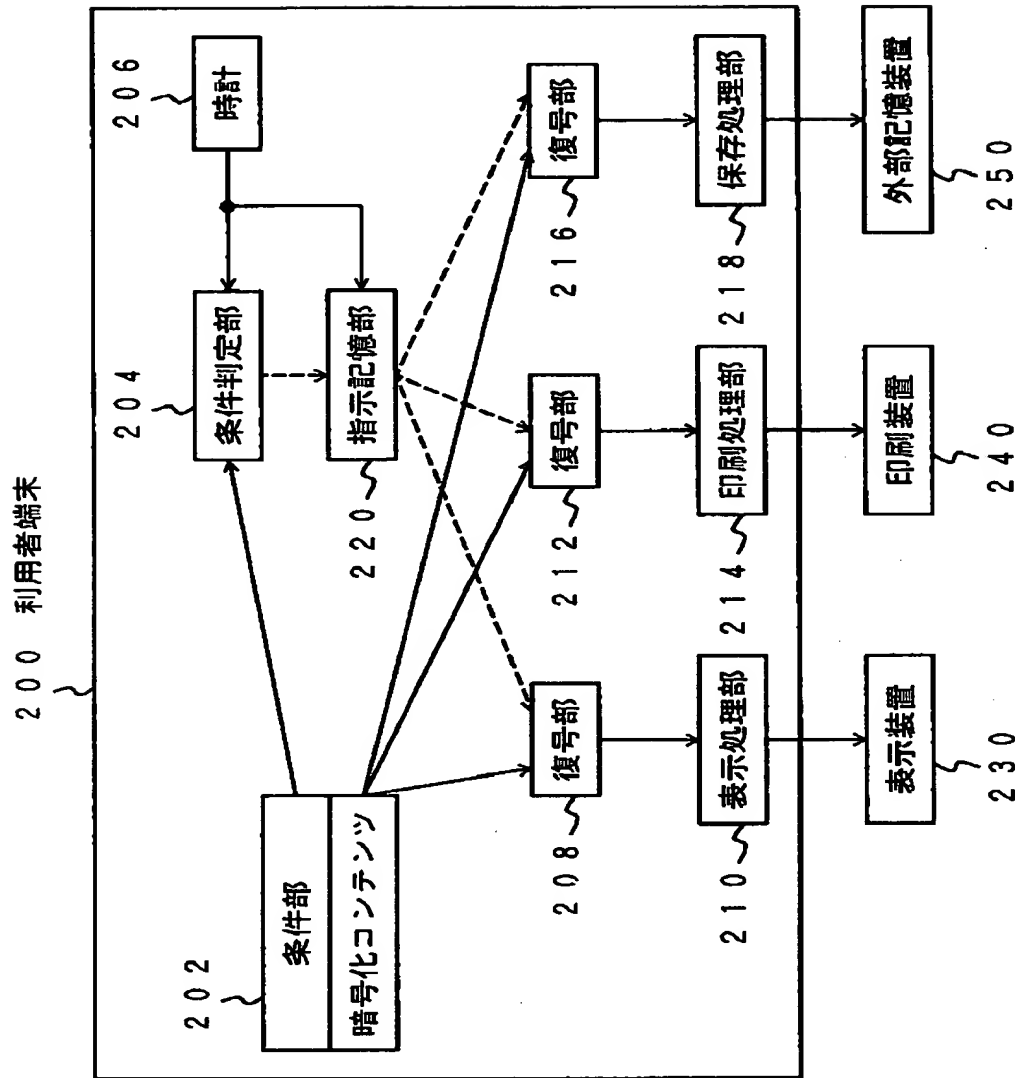 ２００ 利用者端末
２０２
条件部
暗号化コンテンツ
２０４
条件判定部
２０６
時計
指示記憶部
２２０
復号部
２０８
復号部
２１２
復号部
２１６
表示処理部
２１０
印刷処理部
２１４
保存処理部
２１８
表示装置
２３０
印刷装置
２４０
外部記憶装置
２５０